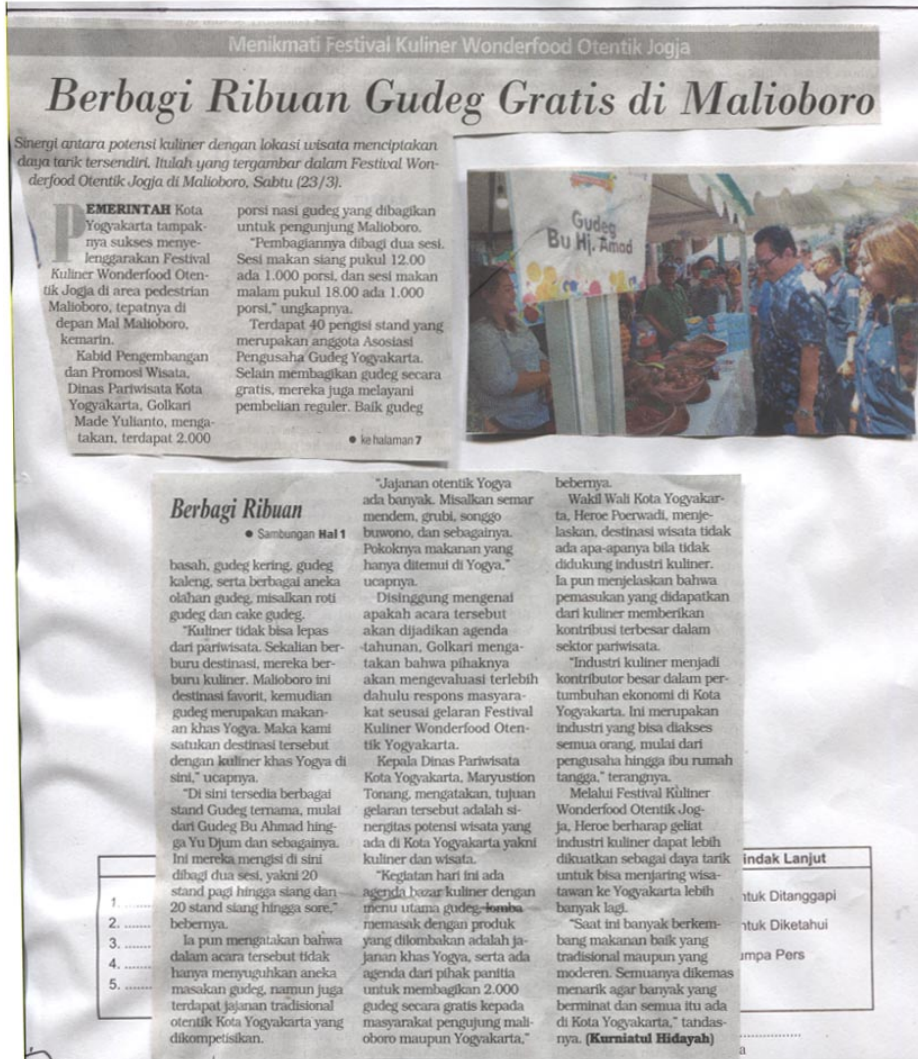 Menikmati Festival Kuliner Wonderfood Otentik Jogja
Berbagi Ribuan Gudeg Gratis di Malioboro
Sinergi antara potensi kuliner dengan lokasi wisata menciptakan
daya tarik tersendiri. Itulah yang tergambar dalam Festival Won-
derfood Otentik Jogja di Malioboro, Sabtu (23/3).
PEMERINTAH Kota
Yogyakarta tampak-
nya sukses menye-
lenggarakan Festival
Kuliner Wonderfood Oten-
tik Jogja di area pedestrian
Malioboro, tepatnya di
depan Mal Malioboro,
kemarin.
Kabid Pengembangan
dan Promosi Wisata,
Dinas Pariwisata Kota
Yogyakarta, Golkari
Made Yulianto, menga-
takan, terdapat 2.000
porsi nasi gudeg yang dibagikan
untuk pengunjung Malioboro.
"Pembagiannya dibagi dua sesi.
Sesi makan siang pukul 12.00
ada 1.000 porsi, dan sesi makan
malam pukul 18.00 ada 1.000
porsi," ungkapnya.
Terdapat 40 pengisi stand yang
merupakan anggota Asosiasi
Pengusaha Gudeg Yogyakarta.
Selain membagikan gudeg secara
gratis, mereka juga melayani
pembelian reguler. Baik gudeg
● ke halaman 7
Gudeg
Bu Hj. Amad
Berbagi Ribuan
● Sambungan Hal 1
basah, gudeg kering, gudeg
kaleng, serta berbagai aneka
olahan gudeg, misalkan roti
gudeg dan cake gudeg.
"Kuliner tidak bisa lepas
dari pariwisata. Sekalian ber-
buru destinasi, mereka ber-
buru kuliner. Malioboro ini
destinasi favorit, kemudian
gudeg merupakan makan-
an khas Yogya. Maka kami
satukan destinasi tersebut
dengan kuliner khas Yogya di
sini," ucapnya.
"Di sini tersedia berbagai
stand Gudeg ternama, mulai
dari Gudeg Bu Ahmad hing-
ga Yu Djum dan sebagainya.
Ini mereka mengisi di sini
dibagi dua sesi, yakni 20
stand pagi hingga siang dan
20 stand siang hingga sore,"
bebernya.
Ia pun mengatakan bahwa
dalam acara tersebut tidak
hanya menyuguhkan aneka
masakan gudeg, namun juga
terdapat jajanan tradisional
otentik Kota Yogyakarta yang
dikompetisikan.
"Jajanan otentik Yogya
ada banyak. Misalkan semar
mendem, grubi, songgo
buwono, dan sebagainya.
Pokoknya makanan yang
hanya ditemui di Yogya,"
ucapnya.
Disinggung mengenai
apakah acara tersebut
akan dijadikan agenda
tahunan, Golkari menga-
takan bahwa pihaknya
akan mengevaluasi terlebih
dahulu respons masyara-
kat seusai gelaran Festival
Kuliner Wonderfood Oten-
tik Yogyakarta.
Kepala Dinas Pariwisata
Kota Yogyakarta, Maryustion
Tonang, mengatakan, tujuan
gelaran tersebut adalah si-
nergitas potensi wisata yang
ada di Kota Yogyakarta yakni
kuliner dan wisata.
"Kegiatan hari ini ada
agenda bazar kuliner dengan
menu utama gudeg, lomba
memasak dengan produk
yang dilombakan adalah ja-
janan khas Yogya, serta ada
agenda dari pihak panitia
untuk membagikan 2.000
gudeg secara gratis kepada
masyarakat pengujung mali-
oboro maupun Yogyakarta,"
bebernya.
Wakil Wali Kota Yogyakar-
ta, Heroe Poerwadi, menje-
laskan, destinasi wisata tidak
ada apa-apanya bila tidak
didukung industri kuliner.
Ia pun menjelaskan bahwa
pemasukan yang didapatkan
dari kuliner memberikan
kontribusi terbesar dalam
sektor pariwisata.
"Industri kuliner menjadi
kontributor besar dalam per-
tumbuhan ekonomi di Kota
Yogyakarta. Ini merupakan
industri yang bisa diakses
semua orang, mulai dari
pengusaha hingga ibu rumah
tangga," terangnya.
Melalui Festival Kuliner
Wonderfood Otentik Jog-
ja, Heroe berharap geliat
industri kuliner dapat lebih
dikuatkan sebagai daya tarik
untuk bisa menjaring wisa-
tawan ke Yogyakarta lebih
banyak lagi.
"Saat ini banyak berkem-
bang makanan baik yang
tradisional maupun yang
moderen. Semuanya dikemas
menarik agar banyak yang
berminat dan semua itu ada
di Kota Yogyakarta," tandas-
nya. (Kurniatul Hidayah)
1. ........
2. ........
3. ........
4. ........
5. ........
indak Lanjut
ntuk Ditanggapi
ntuk Diketahui
umpa Pers